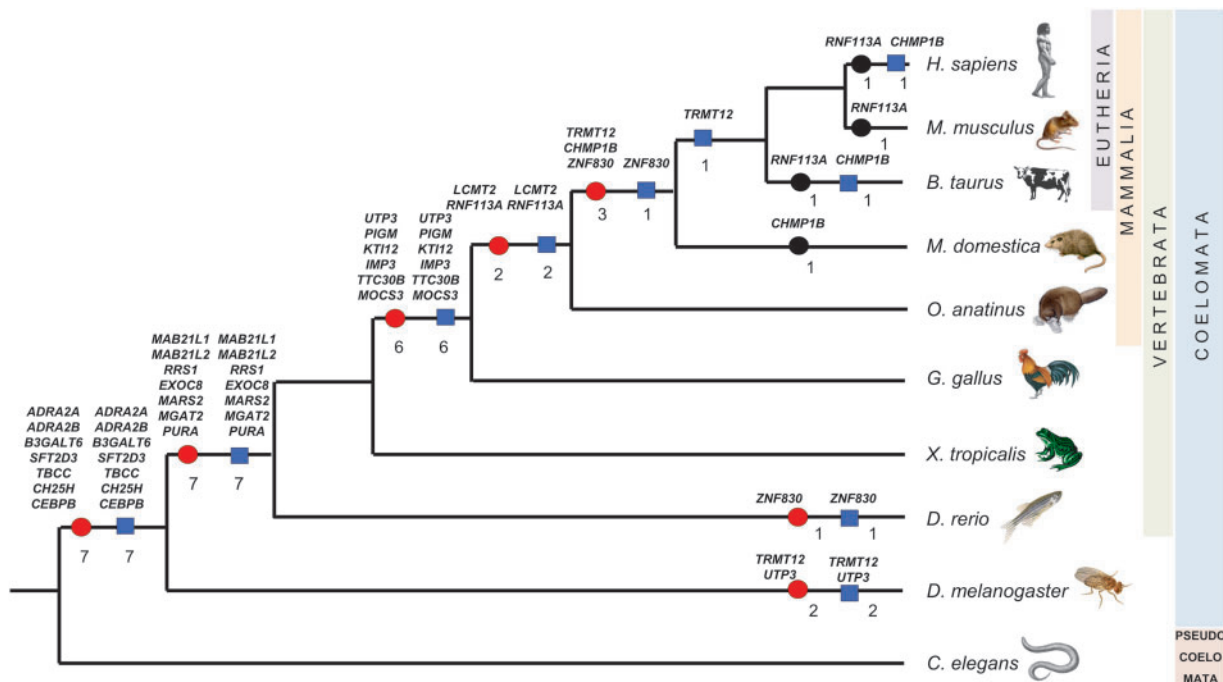 RNF113A
CHMP1B
1
1
H. sapiens
RNF113A
1
M. musculus
TRMT12
1
RNF113A
CHMP1B
1
1
B. taurus
TRMT12
CHMP1B
ZNF830
3
ZNF830
1
CHMP1B
1
M. domestica
LCMT2
RNF113A
2
LCMT2
RNF113A
2
O. anatinus
UTP3
PIGM
KTI12
IMP3
TTC30B
MOCS3
6
UTP3
PIGM
KTI12
IMP3
TTC30B
MOCS3
6
G. gallus
MAB21L1
MAB21L2
RRS1
EXOC8
MARS2
MGAT2
PURA
7
MAB21L1
MAB21L2
RRS1
EXOC8
MARS2
MGAT2
PURA
7
X. tropicalis
ADRA2A
ADRA2B
B3GALT6
SFT2D3
TBCC
CH25H
CEBPB
7
ADRA2A
ADRA2B
B3GALT6
SFT2D3
TBCC
CH25H
CEBPB
7
ZNF830
1
ZNF830
1
D. rerio
TRMT12
UTP3
2
TRMT12
UTP3
2
D. melanogaster
C. elegans
EUTHERIA
MAMMALIA
VERTEBRATA
COELOMATA
PSEUDO
COELO
MATA